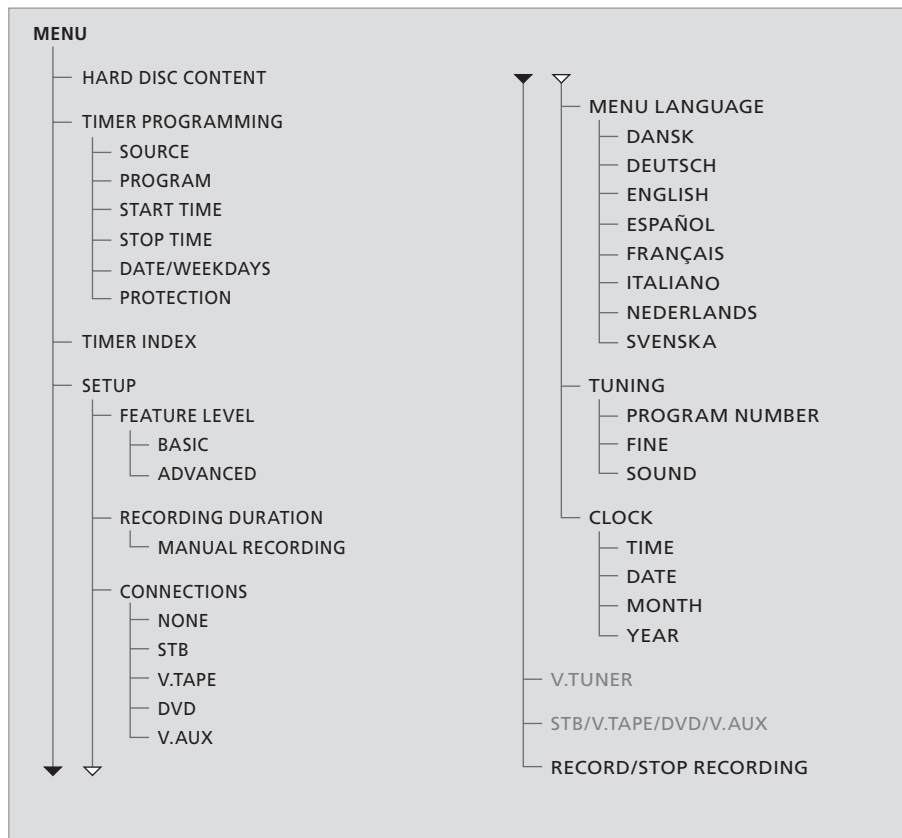 MENU
HARD DISC CONTENT
TIMER PROGRAMMING
SOURCE
PROGRAM
START TIME
STOP TIME
DATE/WEEKDAYS
PROTECTION
TIMER INDEX
SETUP
FEATURE LEVEL
BASIC
ADVANCED
RECORDING DURATION
MANUAL RECORDING
CONNECTIONS
NONE
STB
V.TAPE
DVD
V.AUX
MENU LANGUAGE
DANSK
DEUTSCH
ENGLISH
ESPAÑOL
FRANÇAIS
ITALIANO
NEDERLANDS
SVENSKA
TUNING
PROGRAM NUMBER
FINE
SOUND
CLOCK
TIME
DATE
MONTH
YEAR
V.TUNER
STB/V.TAPE/DVD/V.AUX
RECORD/STOP RECORDING